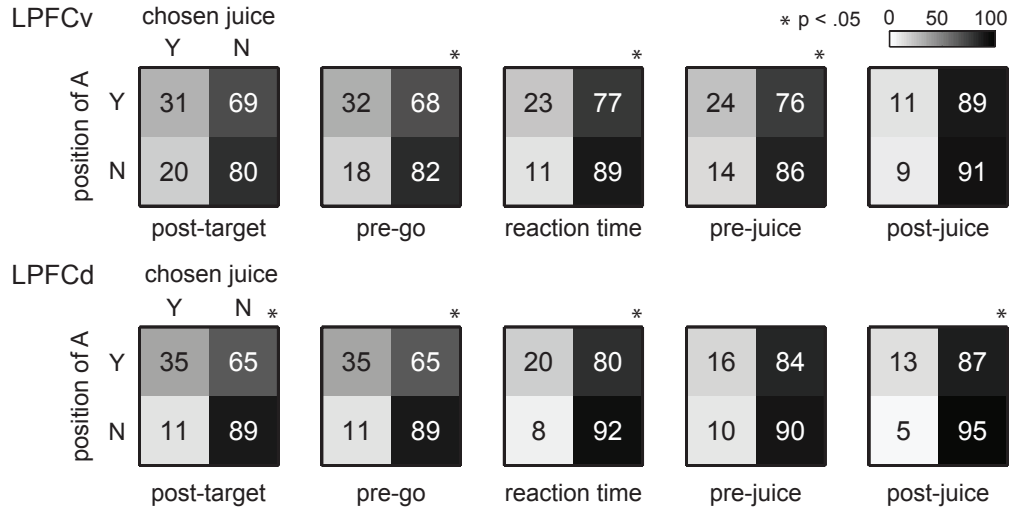 LPFCv chosen juice * p < .05 0 50 100
Y N * * *
position of A
Y 31 69 32 68 23 77 24 76 11 89
N 20 80 18 82 11 89 14 86 9 91
post-target pre-go reaction time pre-juice post-juice
LPFCd chosen juice
Y N * * * *
position of A
Y 35 65 35 65 20 80 16 84 13 87
N 11 89 11 89 8 92 10 90 5 95
post-target pre-go reaction time pre-juice post-juice